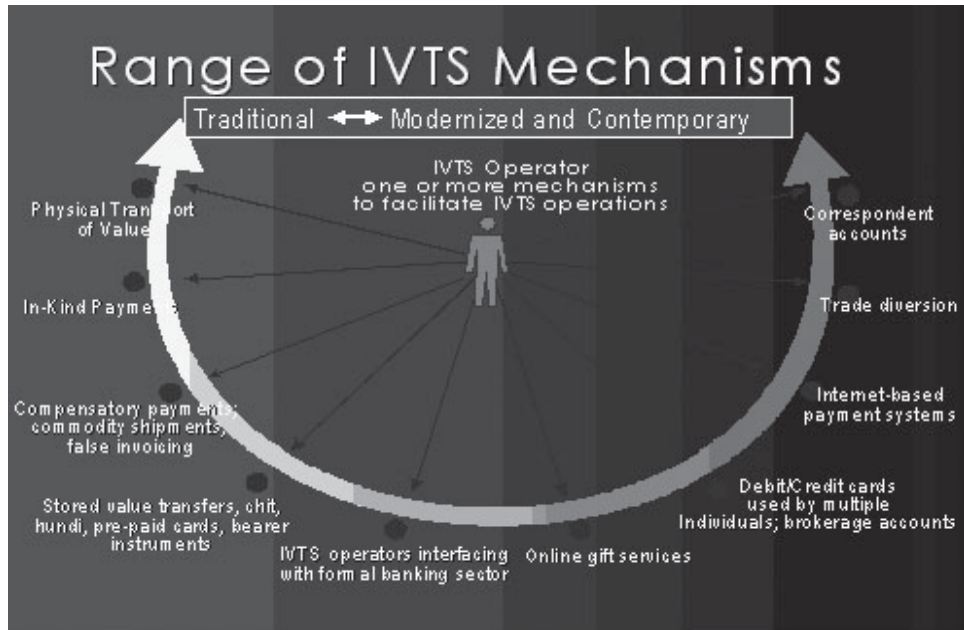 Range of IVTS Mechanisms
Traditional Modernized and Contemporary
IVTS Operator
one or more mechanisms
to facilitate IVTS operations
Physical Transport
of Value
In-Kind Payments
Compensatory payments;
commodity shipments,
false invoicing
Stored value transfers, chit,
hundi, pre-paid cards, bearer
instruments
IVTS operators interfacing
with formal banking sector
Online gift services
Debit/Credit cards
used by multiple
Individuals; brokerage accounts
Internet-based
payment systems
Trade diversion
Correspondent
accounts